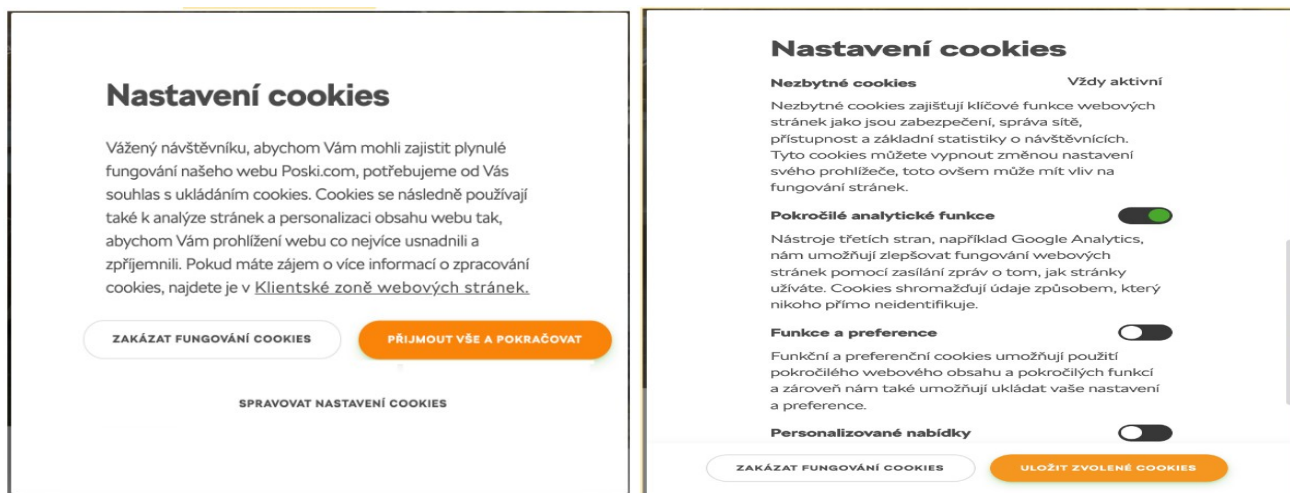 Nastavení cookies
Vážený návštěvníku, abychom Vám mohli zajistit plynulé
fungování našeho webu Poski.com, potřebujeme od Vás
souhlas s ukládáním cookies. Cookies se následně používají
také k analýze stránek a personalizaci obsahu webu tak,
abychom Vám prohlížení webu co nejvíce usnadnili a
zpříjemnili. Pokud máte zájem o více informací o zpracování
cookies, najdete je v Klientské zoně webových stránek.
ZAKÁZAT FUNGOVÁNÍ COOKIES
PŘIJMOUT VŠE A POKRAČOVAT
SPRAVOVAT NASTAVENÍ COOKIES
Nastavení cookies
Nezbytné cookies
Vždy aktivní
Nezbytné cookies zajišťují klíčové funkce webových
stránek jako jsou zabezpečení, správa sítě,
přístupnost a základní statistiky o návštěvnících.
Tyto cookies můžete vypnout změnou nastavení
svého prohlížeče, toto ovšem může mít vliv na
fungování stránek.
Pokročilé analytické funkce
Nástroje třetích stran, například Google Analytics,
nám umožňují zlepšovat fungování webových
stránek pomocí zasílání zpráv o tom, jak stránky
užíváte. Cookies shromažďují údaje způsobem, který
nikoho přímo neidentifikuje.
Funkce a preference
Funkční a preferenční cookies umožňují použití
pokročilého webového obsahu a pokročilých funkcí
a zároveň nám také umožňují ukládat vaše nastavení
a preference.
Personalizované nabídky
ZAKÁZAT FUNGOVÁNÍ COOKIES
ULOŽIT ZVOLENÉ COOKIES